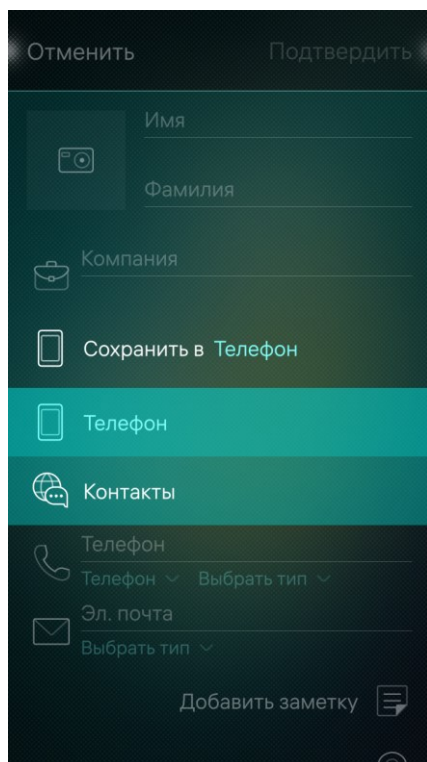 Отменить Подтвердить
Имя
Фамилия
Компания
Сохранить в Телефон
Телефон
Контакты
Телефон
Телефон Выбрать тип
Эл. почта
Выбрать тип
Добавить заметку